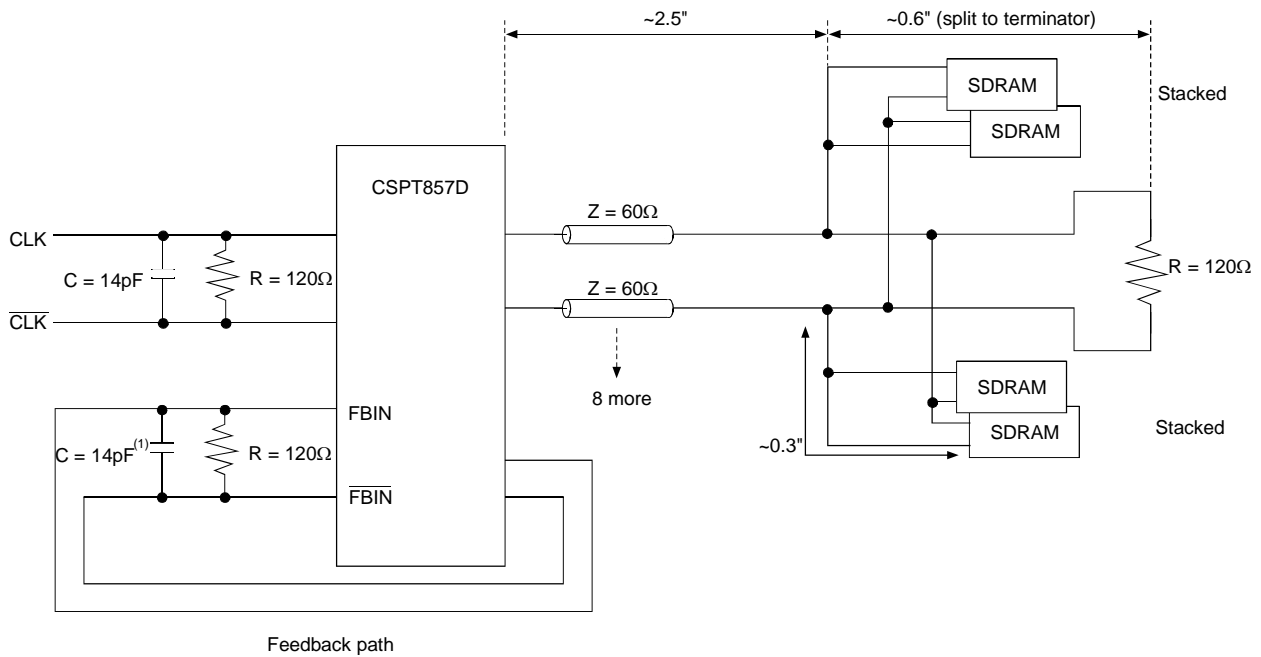 ~2.5"
~0.6" (split to terminator)
SDRAM
Stacked
SDRAM
CSPT857D
Z = 60Ω
CLK
C = 14pF
R = 120Ω
R = 120Ω
Z = 60Ω
CLK
8 more
SDRAM
FBIN
SDRAM
Stacked
~0.3"
C = 14pF(1)
R = 120Ω
FBIN
Feedback path